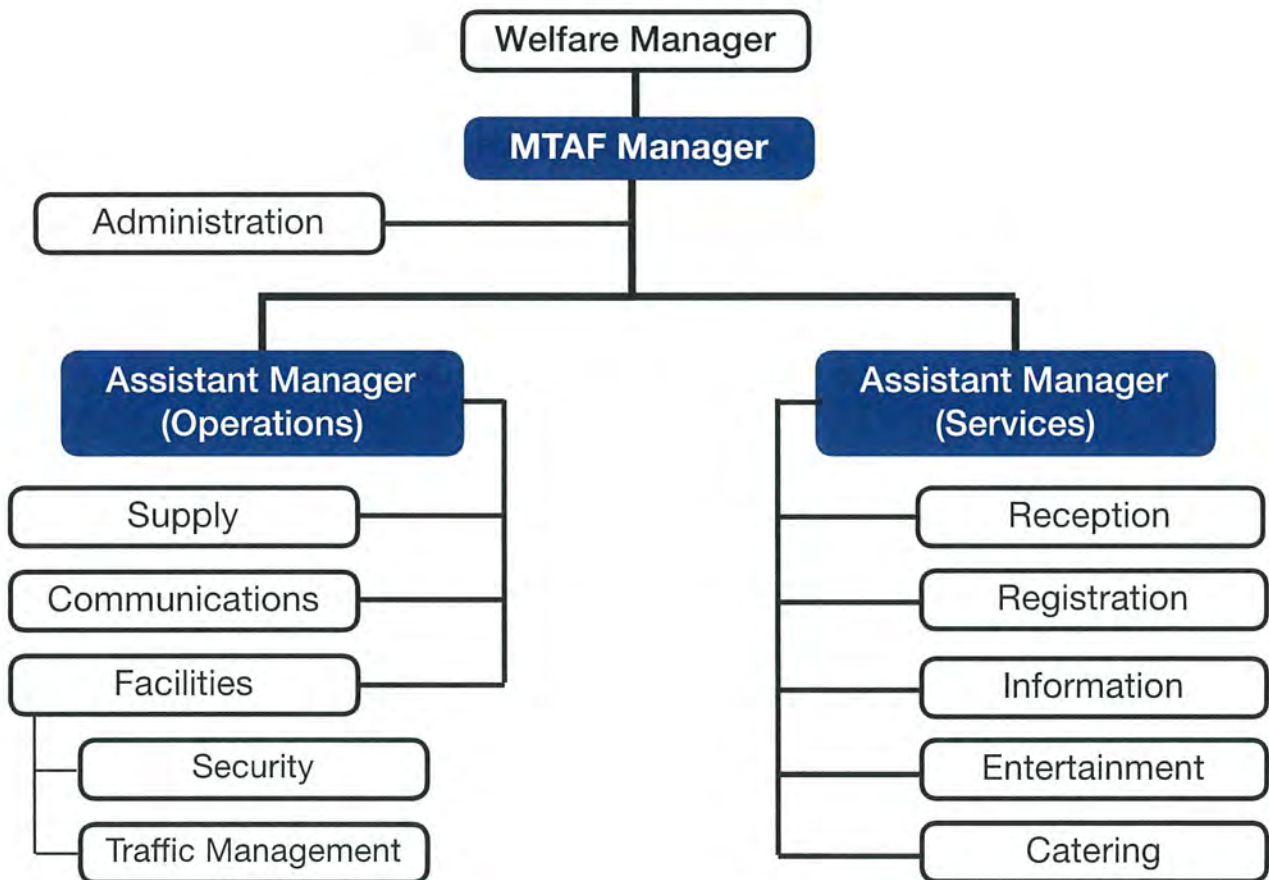 Welfare Manager
MTAF Manager
Administration
Assistant Manager
(Operations)
Supply
Communications
Facilities
Security
Traffic Management
Assistant Manager
(Services)
Reception
Registration
Information
Entertainment
Catering